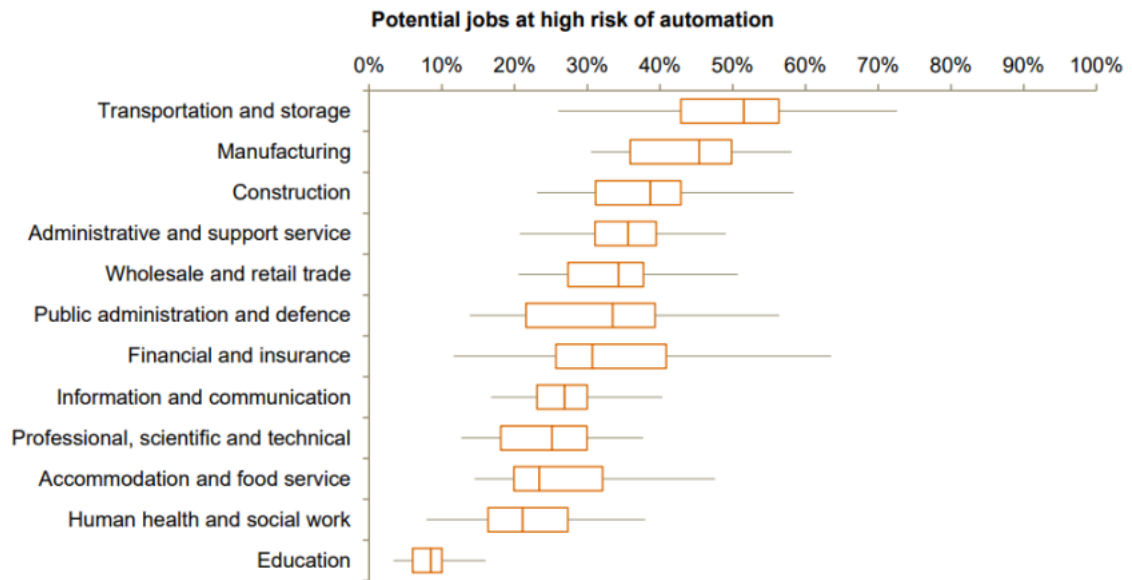 Potential jobs at high risk of automation
0% 10% 20% 30% 40% 50% 60% 70% 80% 90% 100%
Transportation and storage
Manufacturing
Construction
Administrative and support service
Wholesale and retail trade
Public administration and defence
Financial and insurance
Information and communication
Professional, scientific and technical
Accommodation and food service
Human health and social work
Education